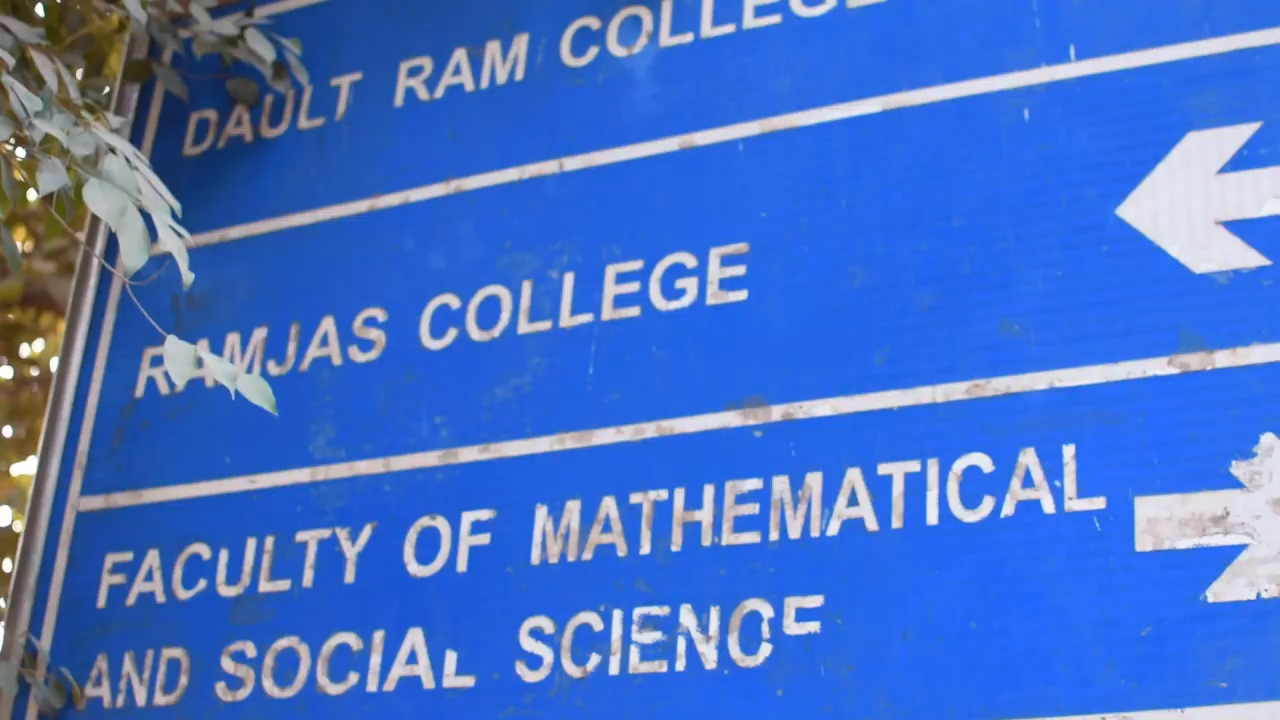 DAULT RAM COLLEGE
RAMJAS COLLEGE
FACULTY OF MATHEMATICAL
AND SOCIAL SCIENCE